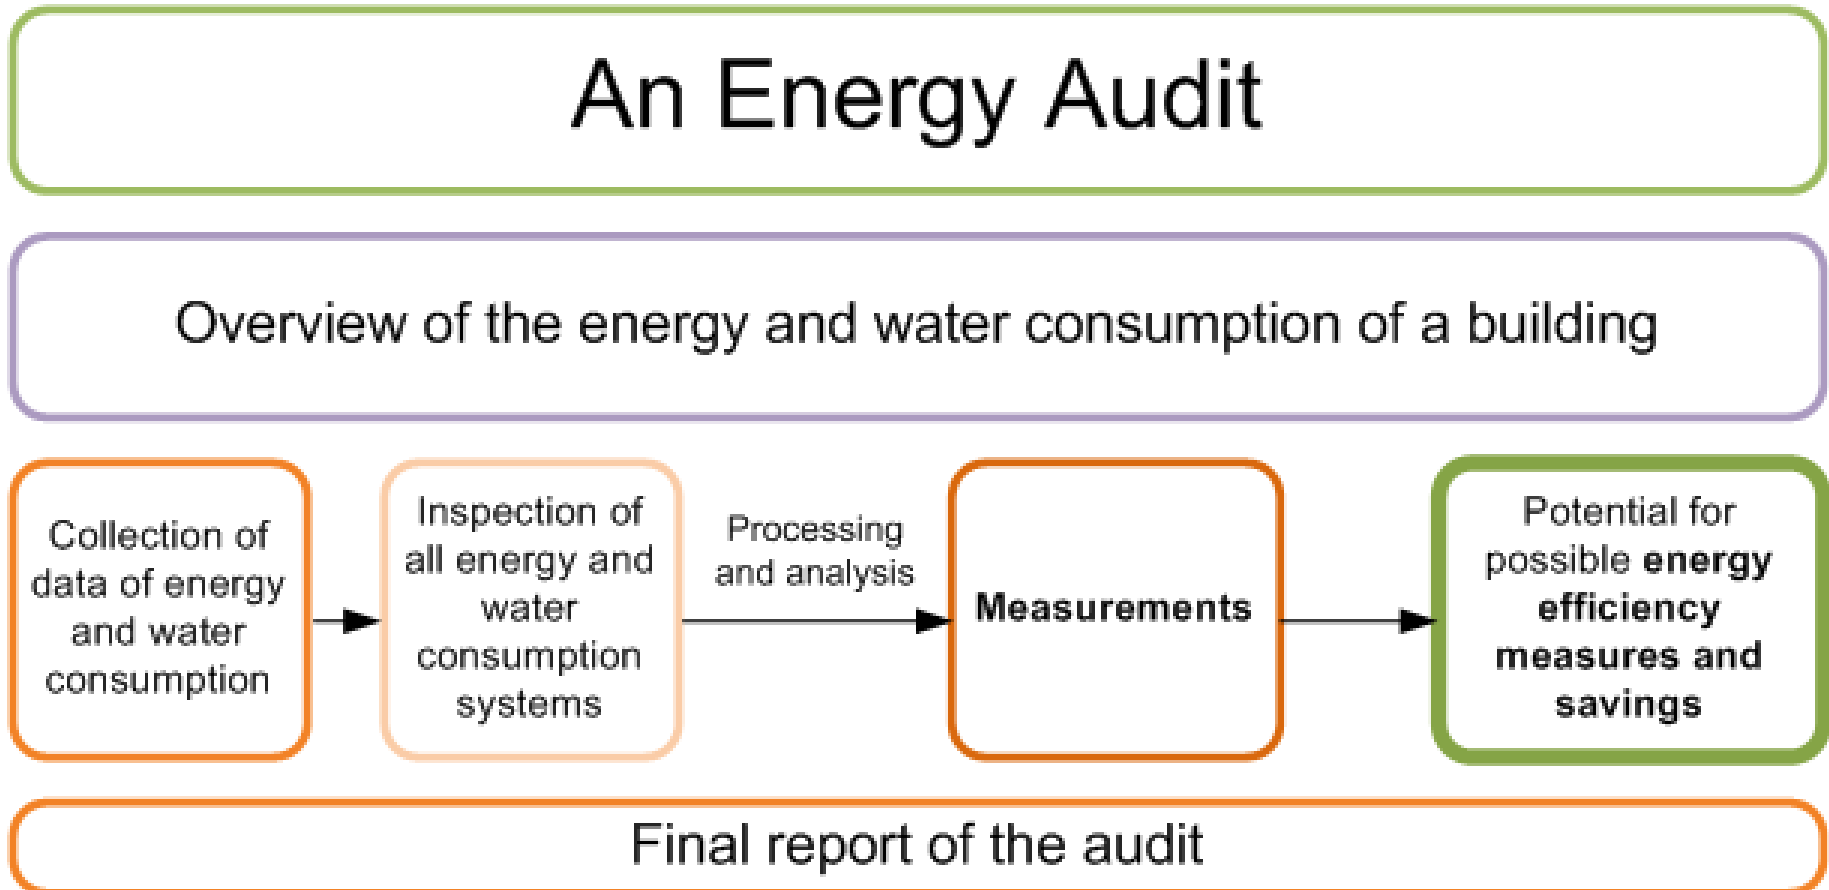 An Energy Audit
Overview of the energy and water consumption of a building
Collection of
data of energy
and water
consumption
Inspection of
all energy and
water
consumption
systems
Processing
and analysis
Measurements
Potential for
possible energy
efficiency
measures and
savings
Final report of the audit